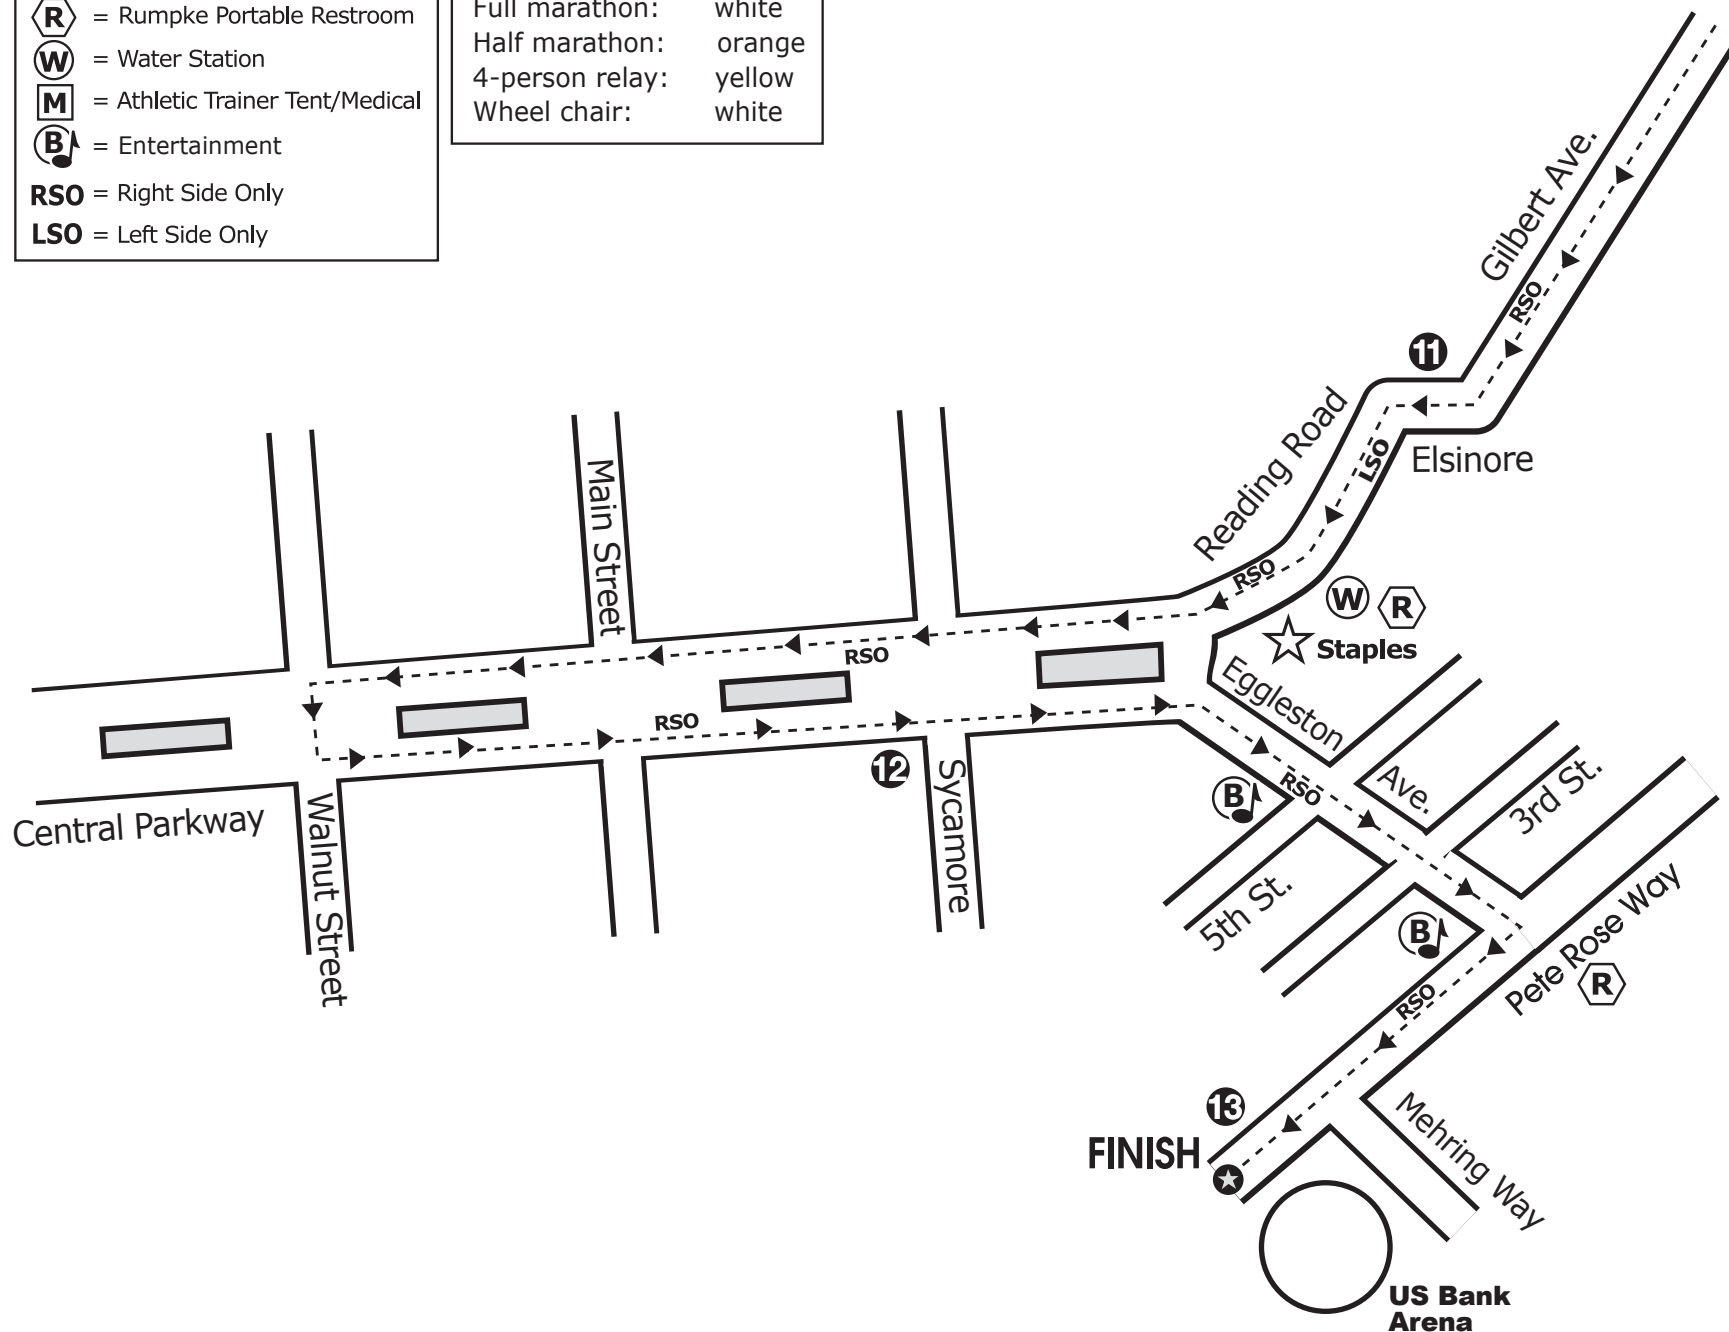 R = Rumpke Portable Restroom
W = Water Station
M = Athletic Trainer Tent/Medical
B = Entertainment
RSO = Right Side Only
LSO = Left Side Only
Full marathon: white
Half marathon: orange
4-person relay: yellow
Wheel chair: white
Gilbert Ave.
RSO
11
Elsinore
Reading Road
LSO
RSO
W R
Staples
Main Street
RSO
RSO
12
Central Parkway
Walnut Street
Sycamore
Eggleston
Ave.
RSO
B
3rd St.
5th St.
B
Pete Rose Way
R
RSO
13
FINISH
Mehring Way
US Bank
Arena